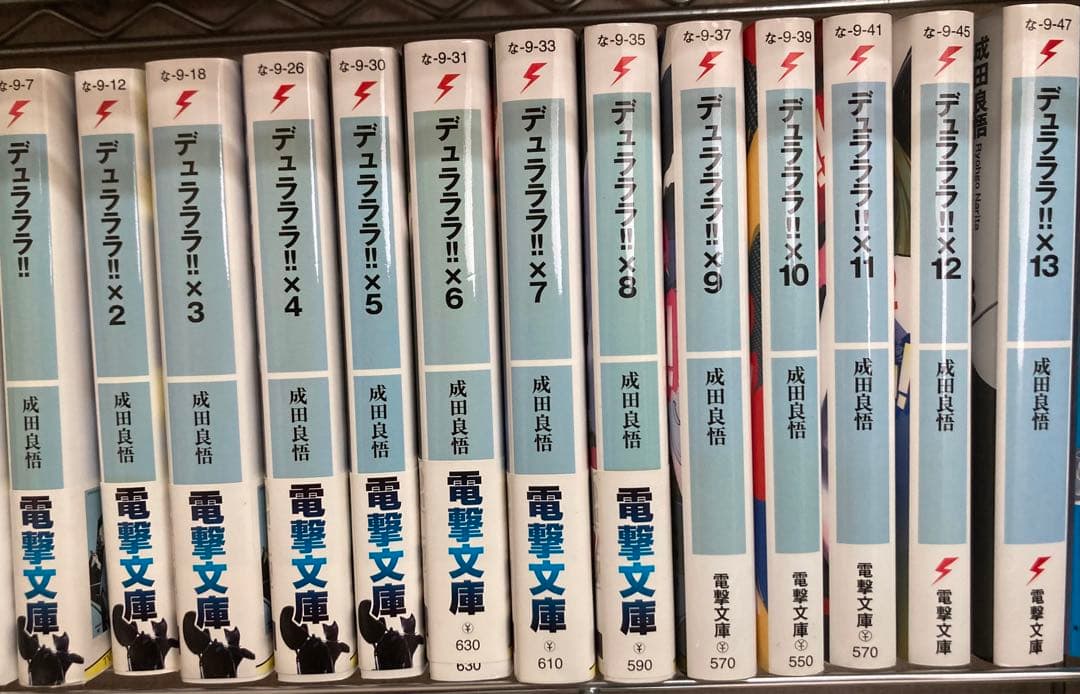 な-9-7
デュラララ!!
成田良悟
電撃文庫
な-9-12
デュラララ!!×2
成田良悟
電撃文庫
な-9-18
デュラララ!!×3
成田良悟
電撃文庫
な-9-26
デュラララ!!×4
成田良悟
電撃文庫
な-9-30
デュラララ!!×5
成田良悟
電撃文庫
な-9-31
デュラララ!!×6
成田良悟
電撃文庫
¥
630
630
な-9-33
デュラララ!!×7
成田良悟
電撃文庫
¥
610
な-9-35
デュラララ!!×8
成田良悟
電撃文庫
¥
590
な-9-37
デュラララ!!×9
成田良悟
電撃文庫
¥
570
な-9-39
デュラララ!!×10
成田良悟
電撃文庫
¥
550
な-9-41
デュラララ!!×11
成田良悟
電撃文庫
¥
570
な-9-45
デュラララ!!×12
成田良悟
電撃文庫
成田良悟 Ryohgo Narita
な-9-47
デュラララ!!×13
成田良悟
電撃文庫